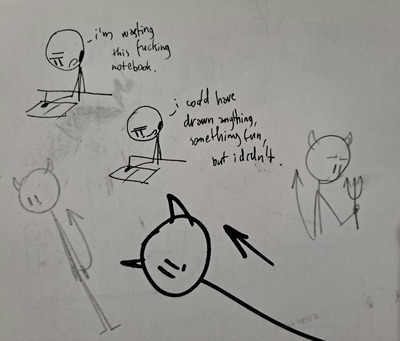 i'm wasting
this fucking
notebook.
i could have
drawn anything,
something fun,
but i didn't.